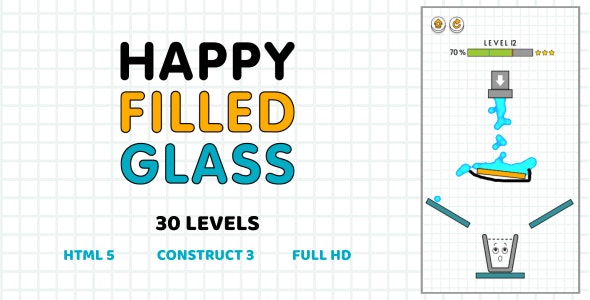 HAPPY
FILLED
GLASS
30 LEVELS
HTML 5 CONSTRUCT 3 FULL HD
LEVEL 12
70 %